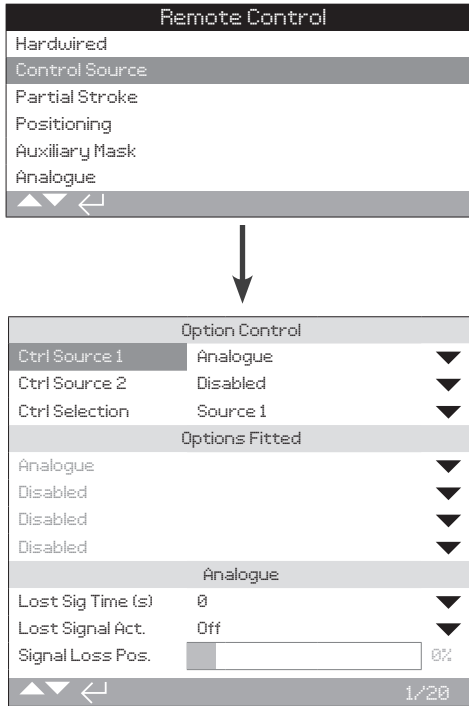 Remote Control
Hardwired
Control Source
Partial Stroke
Positioning
Auxiliary Mask
Analogue
Option Control
Ctrl Source 1 Analogue
Ctrl Source 2 Disabled
Ctrl Selection Source 1
Options Fitted
Analogue
Disabled
Disabled
Disabled
Analogue
Lost Sig Time (s) 0
Lost Signal Act. Off
Signal Loss Pos. 0%
1/20